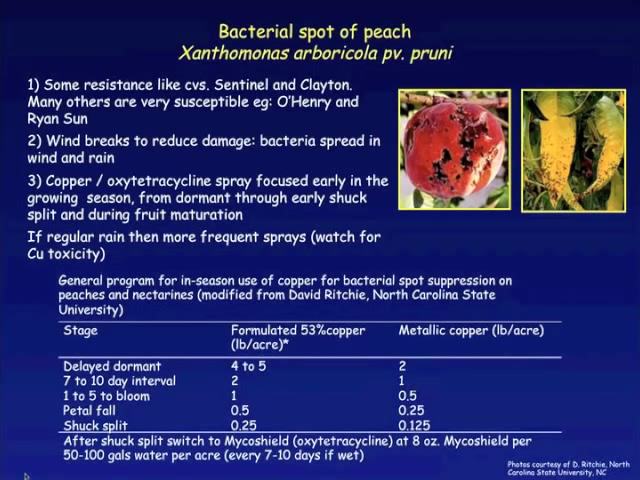 Bacterial spot of peach
Xanthomonas arboricola pv. pruni
1) Some resistance like cvs. Sentinel and Clayton.
Many others are very susceptible eg: O'Henry and
Ryan Sun
2) Wind breaks to reduce damage: bacteria spread in
wind and rain
3) Copper / oxytetracycline spray focused early in the
growing season, from dormant through early shuck
split and during fruit maturation
If regular rain then more frequent sprays (watch for
Cu toxicity)
General program for in-season use of copper for bacterial spot suppression on
peaches and nectarines (modified from David Ritchie, North Carolina State
University)
Stage Formulated 53%copper Metallic copper (lb/acre)
(lb/acre)*
Delayed dormant 4 to 5 2
7 to 10 day interval 2 1
1 to 5 to bloom 1 0.5
Petal fall 0.5 0.25
Shuck split 0.25 0.125
After shuck split switch to Mycoshield (oxytetracycline) at 8 oz. Mycoshield per
50-100 gals water per acre (every 7-10 days if wet)
Photos courtesy of D. Ritchie, North
Carolina State University, NC